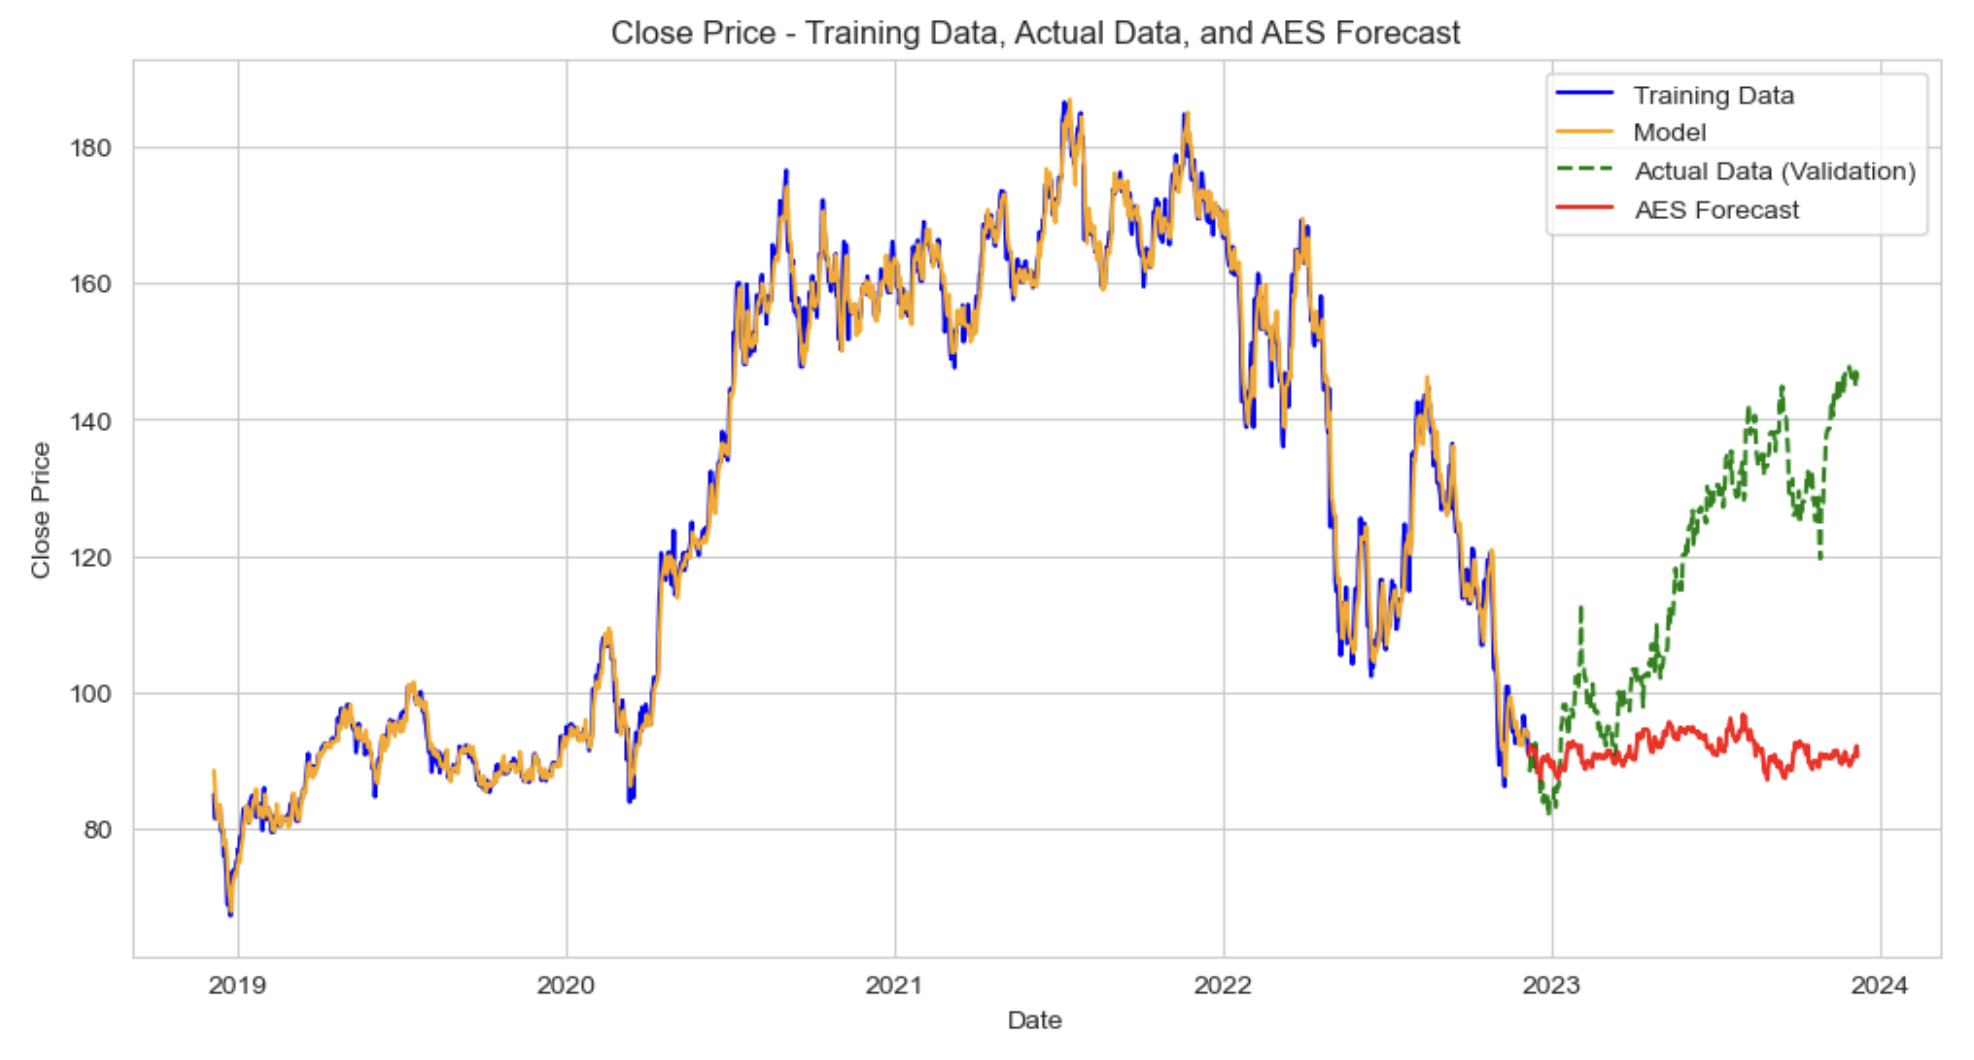 Close Price - Training Data, Actual Data, and AES Forecast
Training Data
Model
Actual Data (Validation)
AES Forecast
180
160
140
120
100
80
Close Price
2019
2020
2021
2022
2023
2024
Date